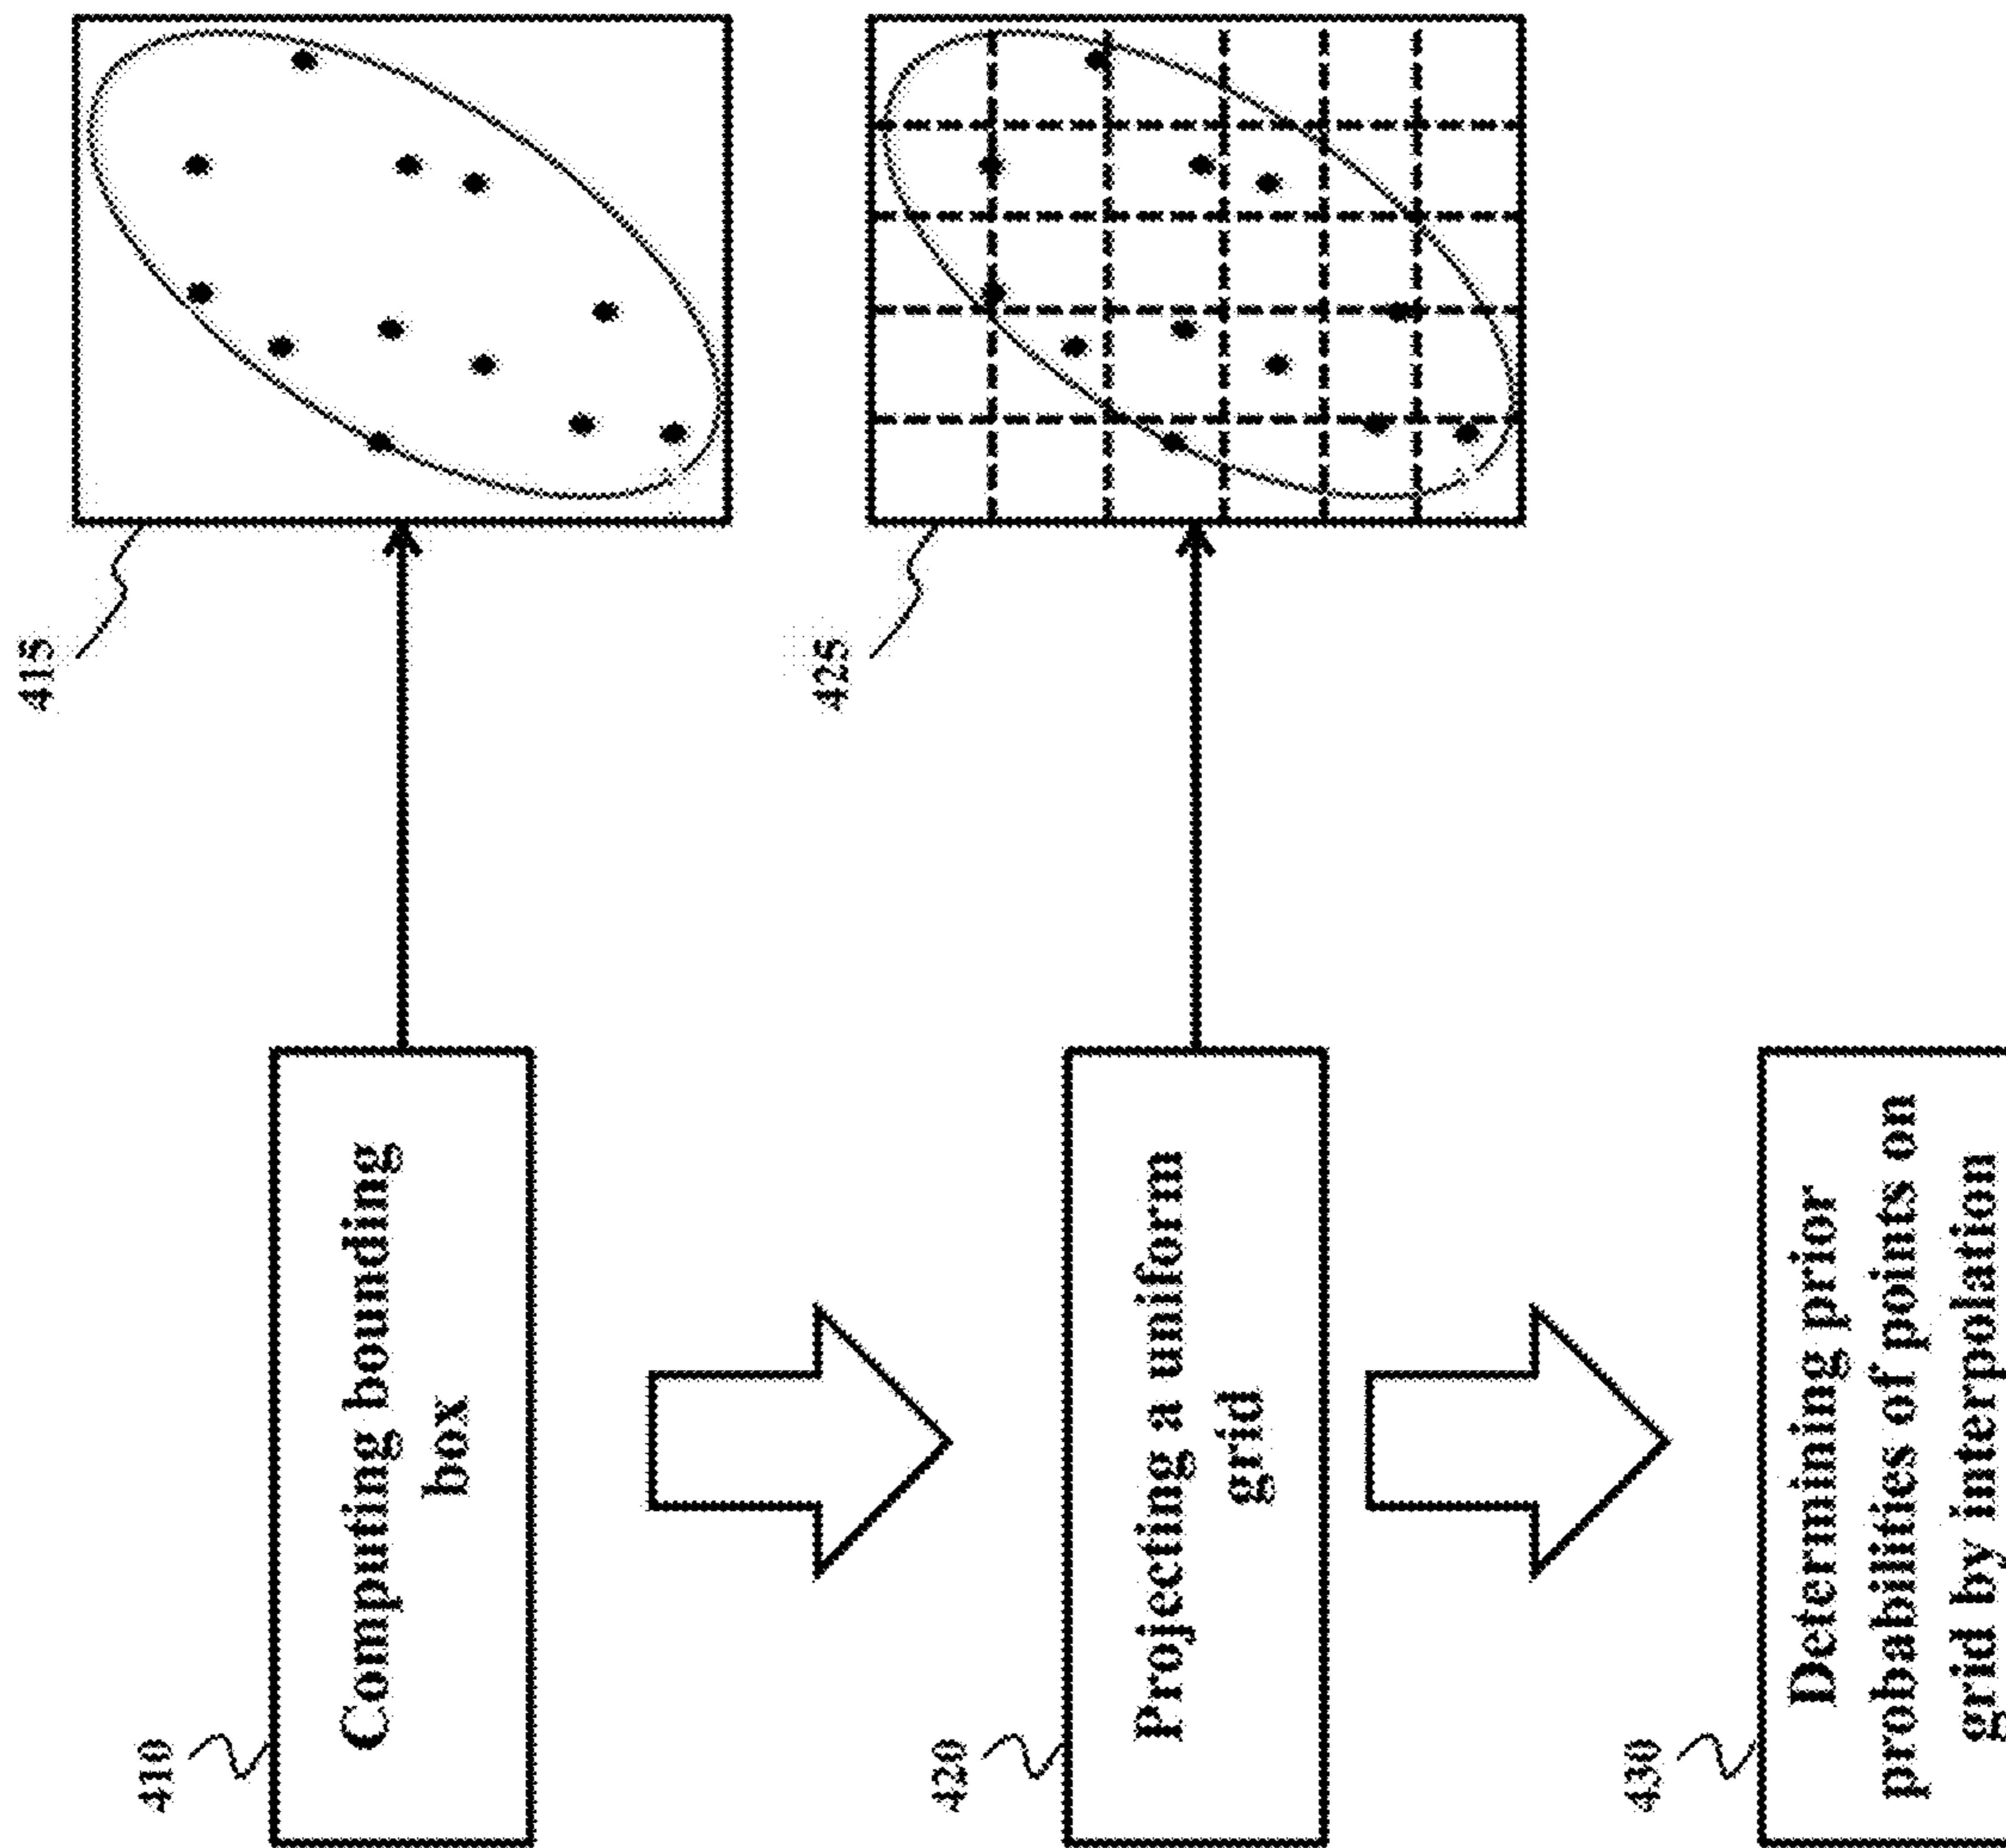 410
Computing bounding
box
415
420
Projecting a uniform
grid
425
430
Determining prior
probabilities of points on
grid by interpolation